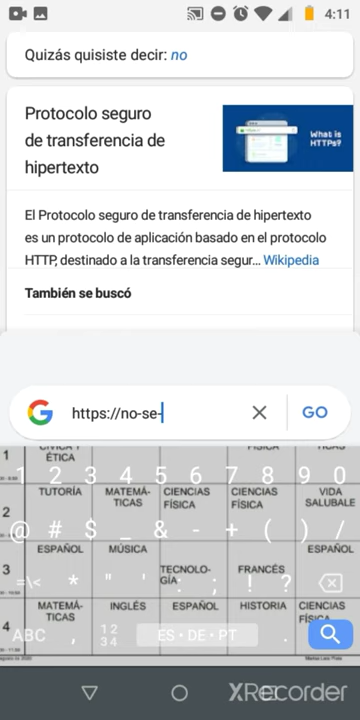 4:11
Quizás quisiste decir: no
Protocolo seguro
de transferencia de
hipertexto
What is
HTTPs?
El Protocolo seguro de transferencia de hipertexto
es un protocolo de aplicación basado en el protocolo
HTTP, destinado a la transferencia segur... Wikipedia
También se buscó
https://no-se-
GO
1 ÉTICA FÍSICA
1 2 3 4 5 6 7 8 9 0
TUTORÍA MATEMÁ-TICAS CIENCIAS FÍSICA CIENCIAS FÍSICA VIDA SALUBALE
2
@ # $ _ & - + ( ) /
ESPAÑOL MÚSICA ESPAÑOL
3 TECNOLO-GÍA FRANCÉS
=\< * " ' : ; ! ?
MATEMÁ-TICAS INGLÉS ESPAÑOL HISTORIA CIENCIAS FÍSICA
4
ABC , 12 34 ES • DE • PT .
XRecorder